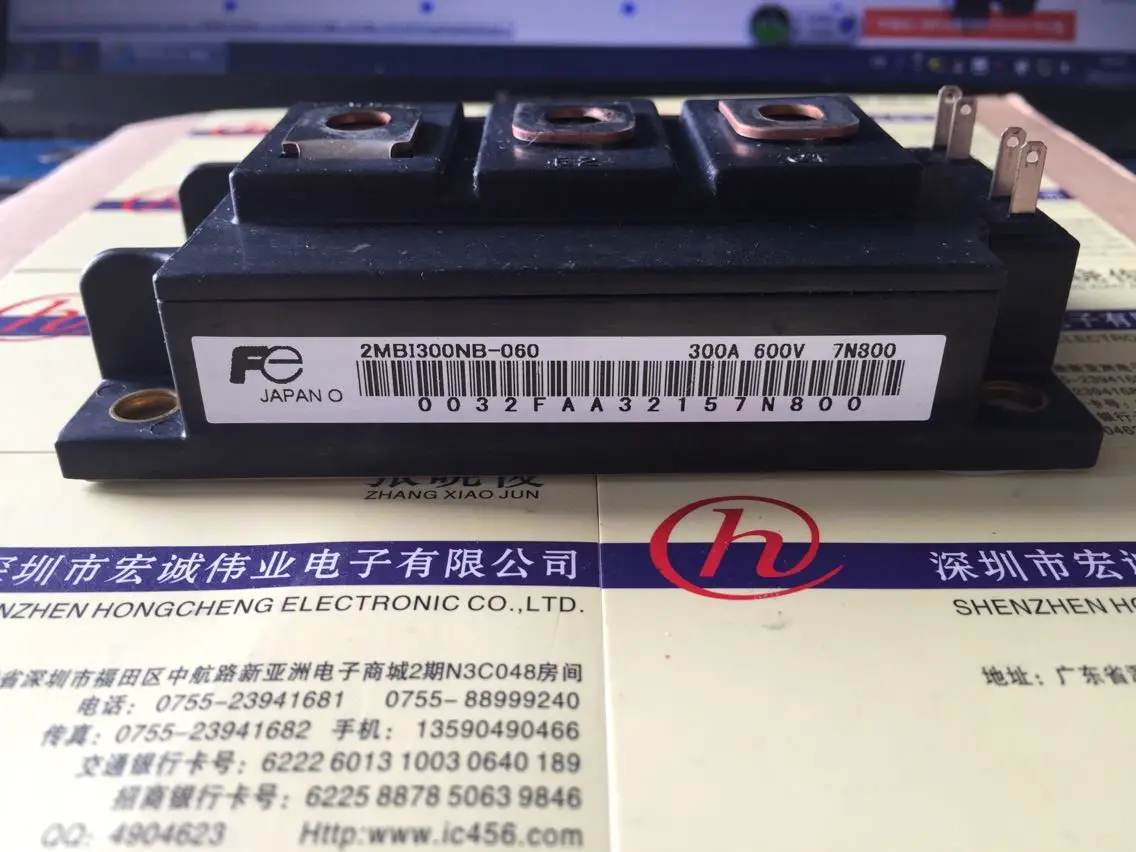 E2
C1
Fe
2MBI300NB-060
300A 600V 7N800
JAPAN O
0032FAA32157N800
ZHANG XIAO JUN
深圳市宏诚伟业电子有限公司
NZHEN HONGCHENG ELECTRONIC CO.,LTD.
省深圳市福田区中航路新亚洲电子商城2期N3C048房间
电话：0755-23941681 0755-88999240
传真：0755-23941682 手机：13590490466
交通银行卡号：6222 6013 1003 0640 189
招商银行卡号：6225 8878 5063 9846
QQ: 4904623 Http:www.ic456.com
h
深圳市宏诚
SHENZHEN HO
地址：广东省深